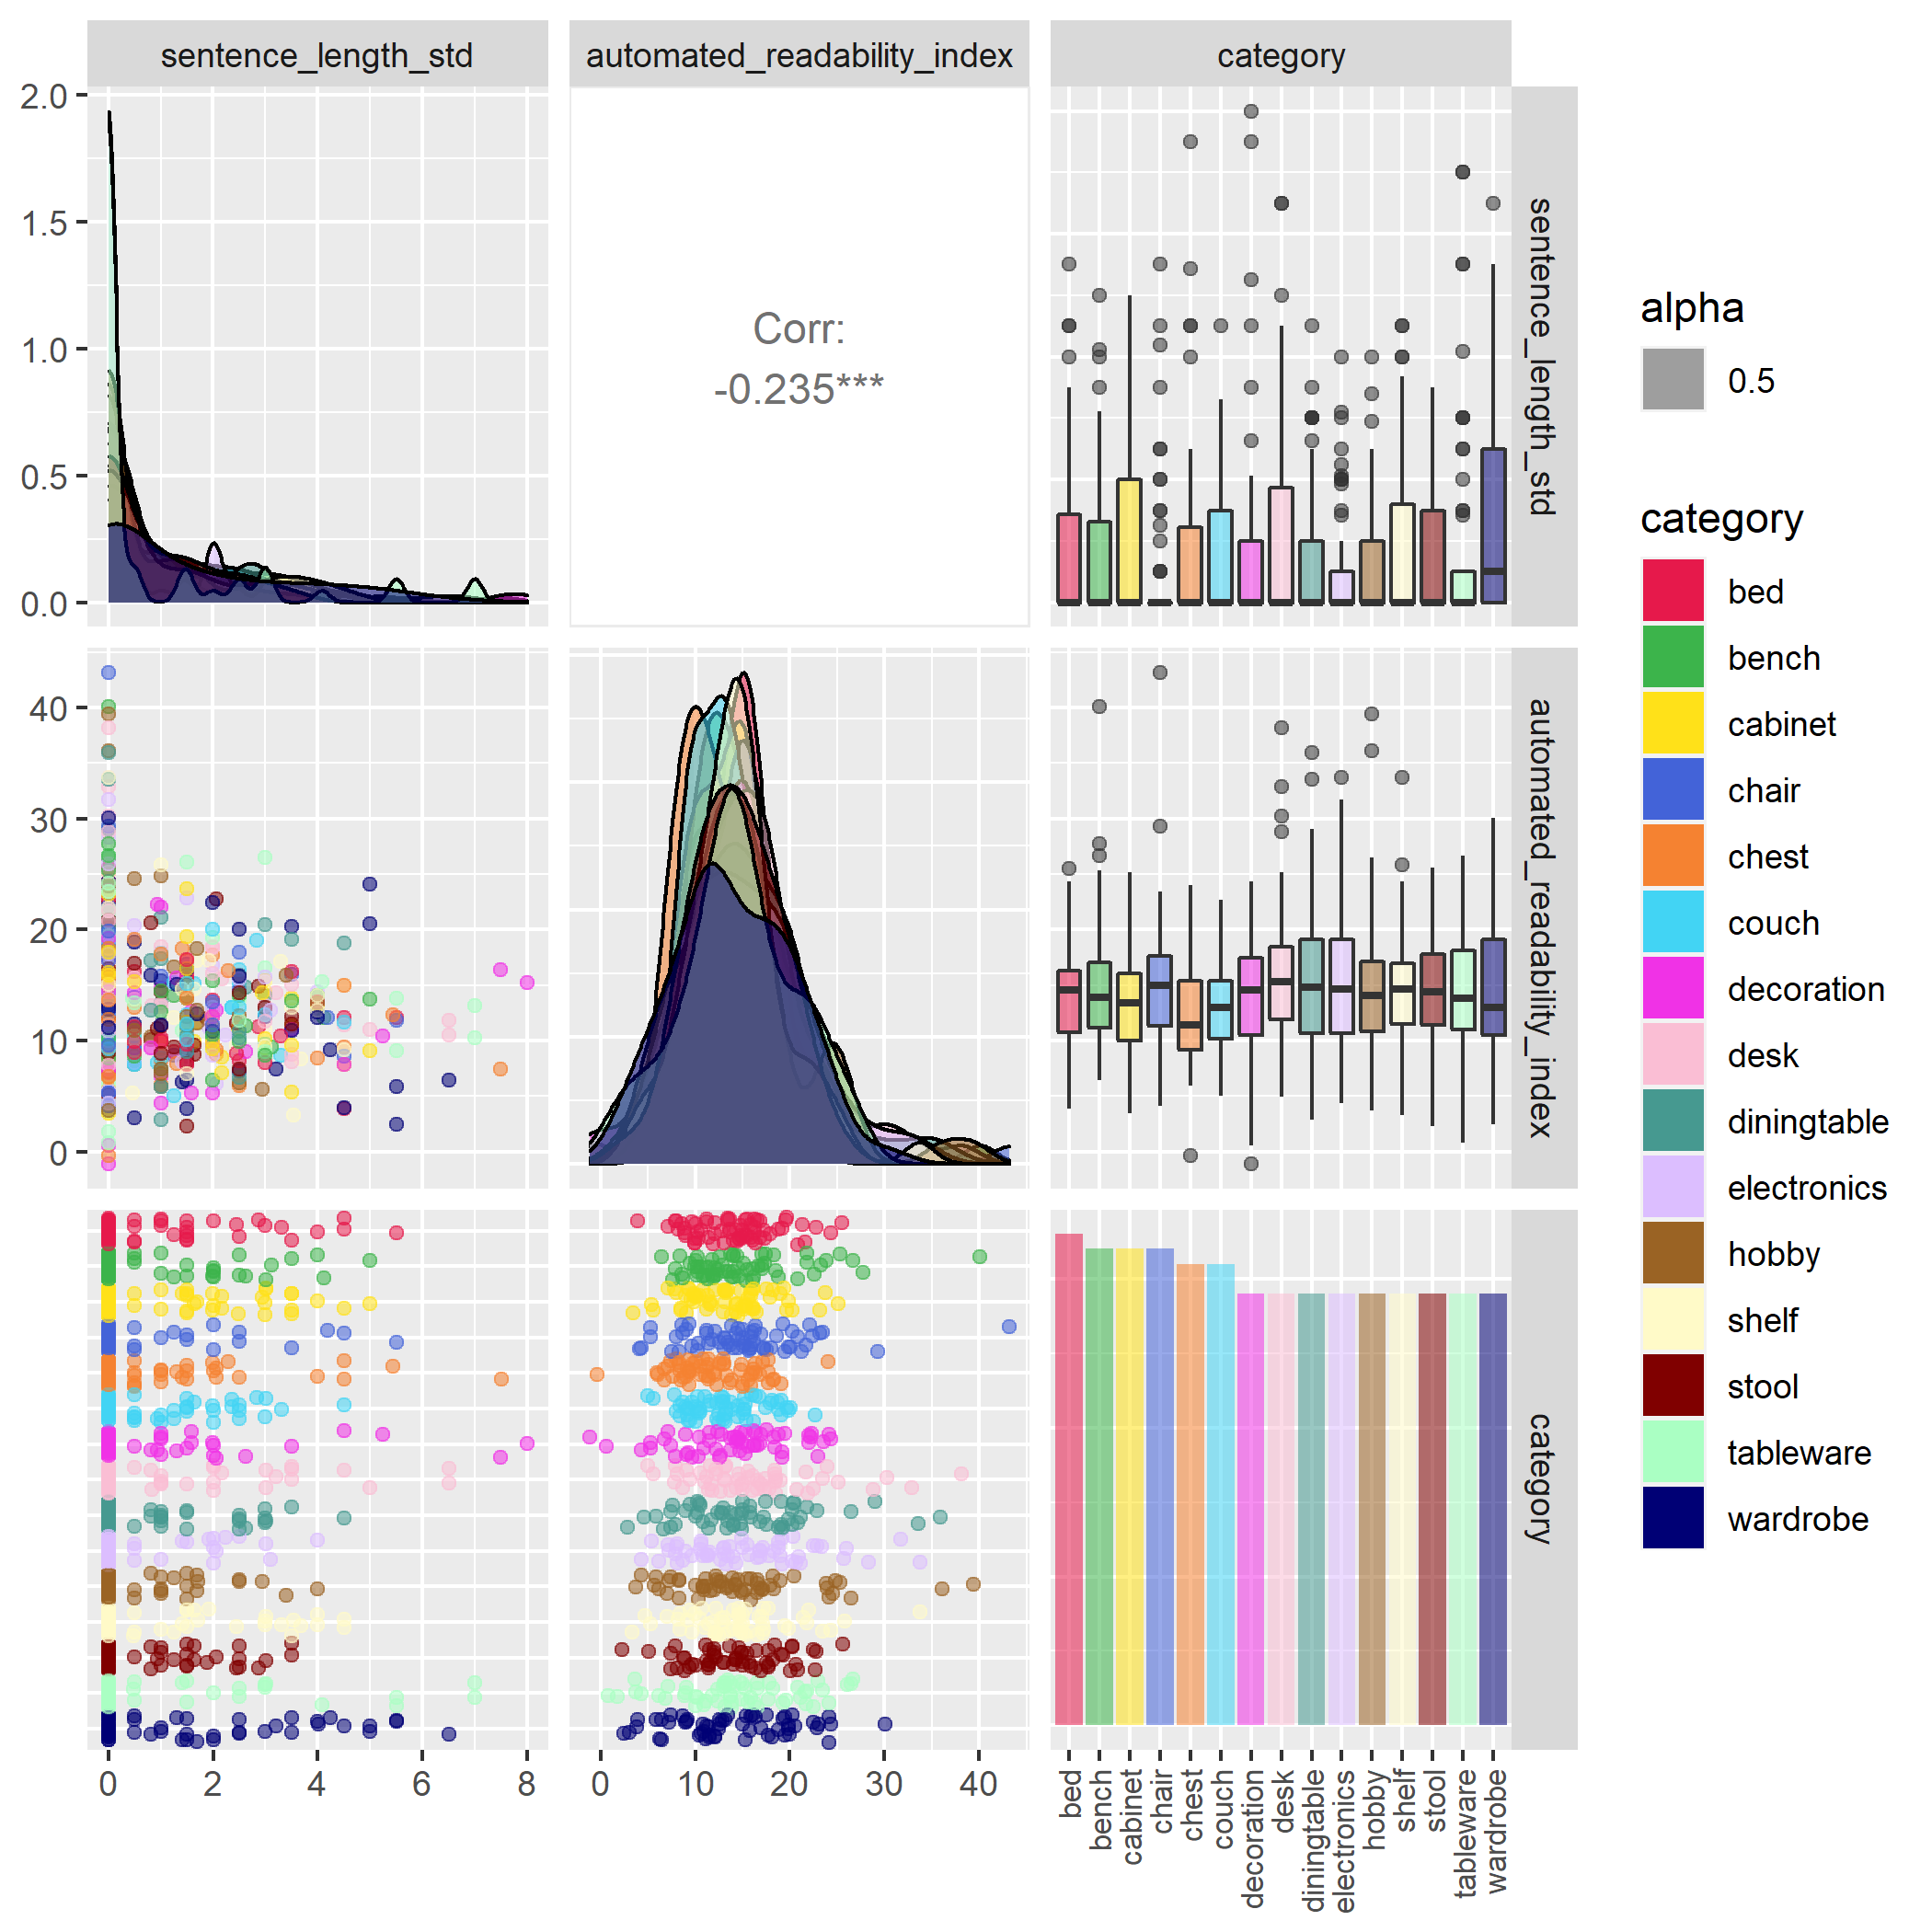 sentence_length_std
automated_readability_index
category
2.0
1.5
1.0
0.5
0.0
Corr:
-0.235***
sentence_length_std
40
30
20
10
0
automated_readability_index
category
0
2
4
6
8
0
10
20
30
40
bed
bench
cabinet
chair
chest
couch
decoration
desk
diningtable
electronics
hobby
shelf
stool
tableware
wardrobe
alpha
0.5
category
bed
bench
cabinet
chair
chest
couch
decoration
desk
diningtable
electronics
hobby
shelf
stool
tableware
wardrobe